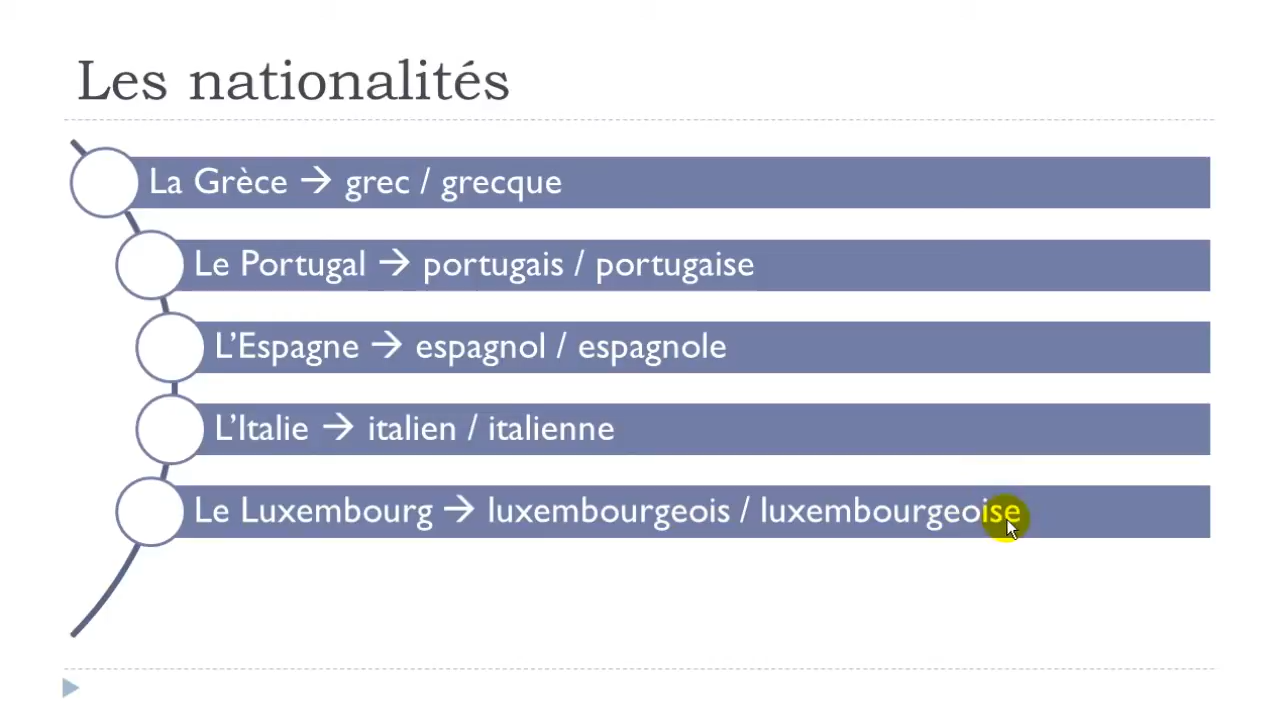 Les nationalités
La Grèce → grec / grecque
Le Portugal → portugais / portugaise
L’Espagne → espagnol / espagnole
L’Italie → italien / italienne
Le Luxembourg → luxembourgeois / luxembourgeoise